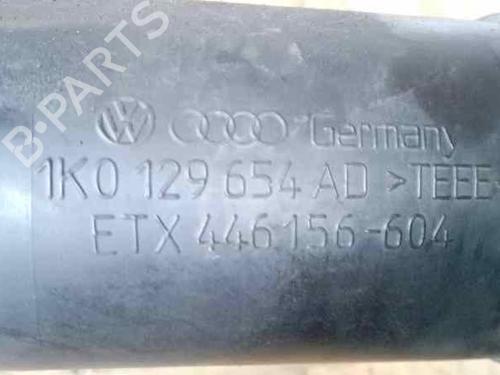 B-PARTS
Germany
1K0 129 654 AD >TEEE
ETX 446156-604